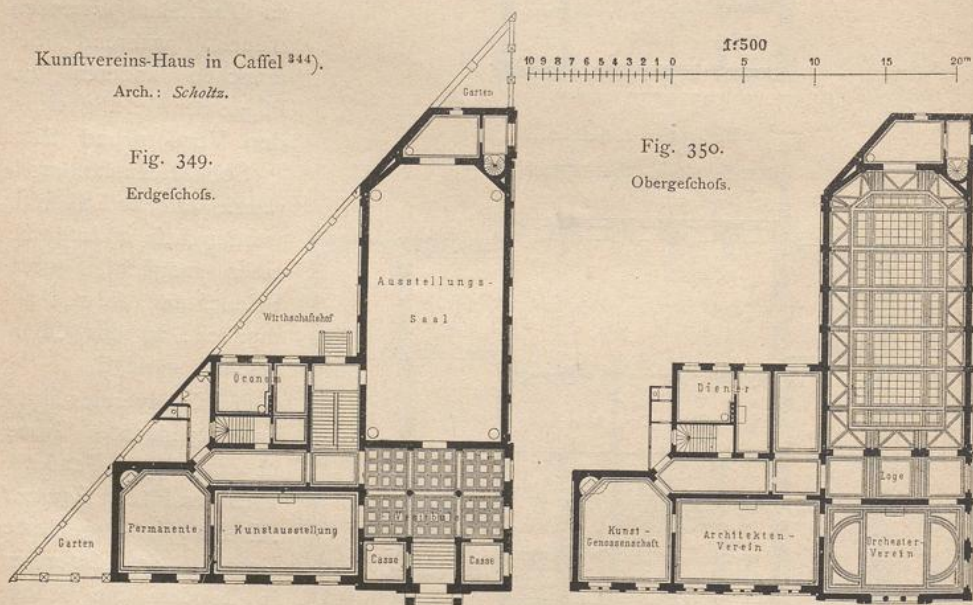 Kunſtvereins-Haus in Caſſel ³⁴⁴).
Arch.: Scholtz.
Fig. 349.
Erdgeſchoſs.
1:500
10 9 8 7 6 5 4 3 2 1 0 5 10 15 20ᵐ
Fig. 350.
Obergeſchoſs.
Garten
Ausstellungs-
Saal
Wirthschaftshof
Öconom
Permanente
Kunstausstellung
Garten
Casse
Casse
Diener
Loge
Kunst-
Genossenschaft
Architekten-
Verein
Orchester-
Verein